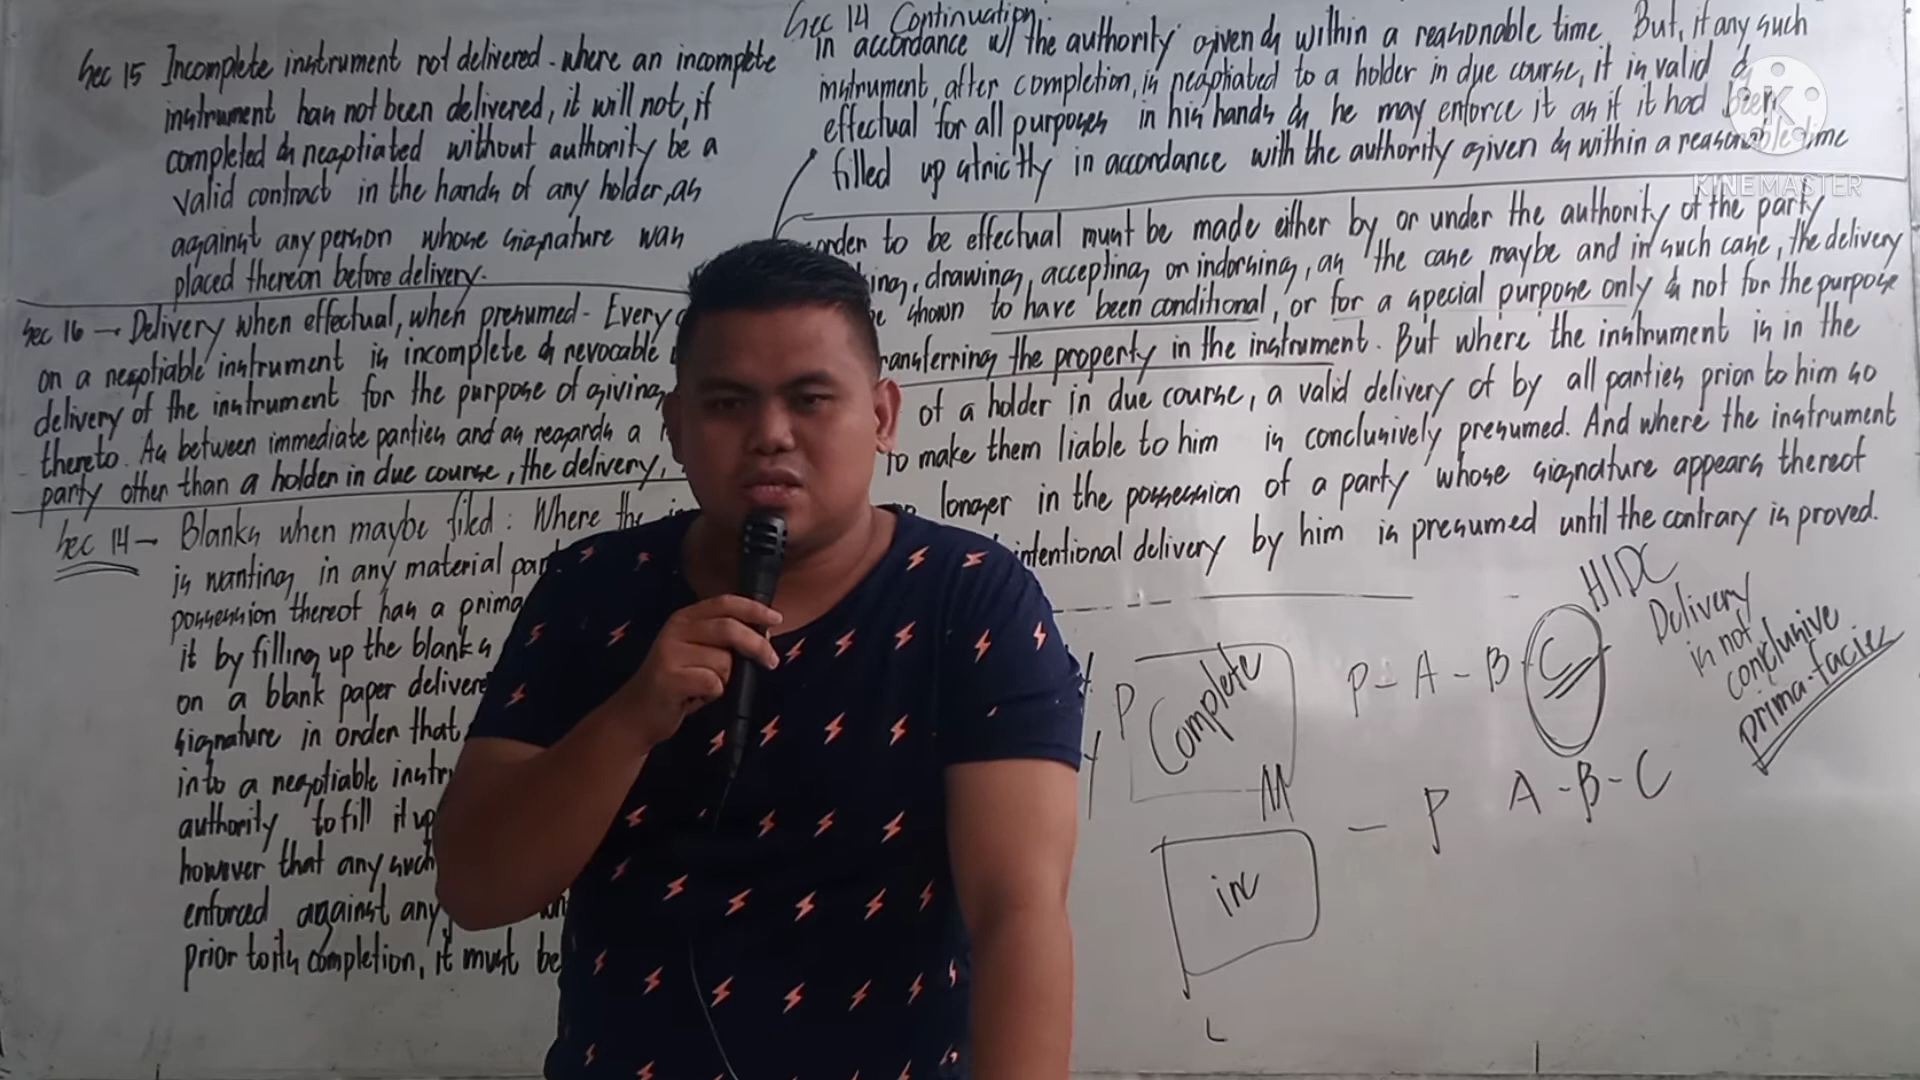 Sec 15 Incomplete instrument not delivered - where an incomplete
instrument has not been delivered, it will not, if
completed & negotiated without authority be a
valid contract in the hands of any holder, as
against any person whose signature was
placed thereon before delivery.
Sec 16 → Delivery when effectual, when presumed - Every
on a negotiable instrument is incomplete & revocable
delivery of the instrument for the purpose of giving
thereto. As between immediate parties and as regards a
party other than a holder in due course, the delivery,
Sec 14 → Blanks when maybe filed: Where the
is wanting in any material
possession thereof has a prima
it by filling up the blanks
on a blank paper
signature in order that
into a negotiable
authority to fill it up
however that any such
enforced against any
prior to its completion, it must be
Sec 14 Continuation
in accordance w/ the authority given & within a reasonable time. But, if any such
instrument, after completion, is negotiated to a holder in due course, it is valid &
effectual for all purposes in his hands & he may enforce it as if it had been
filled up strictly in accordance with the authority given & within a reasonable time
order to be effectual must be made either by or under the authority of the party
drawing, accepting or indorsing, as the case maybe and in such case, the delivery
shown to have been conditional, or for a special purpose only & not for the purpose
the property in the instrument. But where the instrument is in the
of a holder in due course, a valid delivery of by all parties prior to him so
to make them liable to him is conclusively presumed. And where the instrument
longer in the possession of a party whose signature appears thereof
intentional delivery by him is presumed until the contrary is proved.
P Complete M
P - A - B C
HIDC
Delivery
is not
conclusive
prima-facie
inc
- P A - B - C
L
K
KINEMASTER